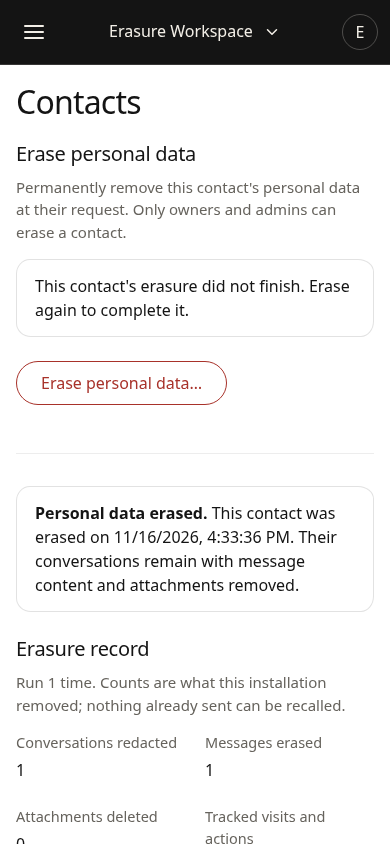 Erasure Workspace
E
Contacts
Erase personal data
Permanently remove this contact's personal data
at their request. Only owners and admins can
erase a contact.
This contact's erasure did not finish. Erase
again to complete it.
Erase personal data...
Personal data erased. This contact was
erased on 11/16/2026, 4:33:36 PM. Their
conversations remain with message
content and attachments removed.
Erasure record
Run 1 time. Counts are what this installation
removed; nothing already sent can be recalled.
Conversations redacted
1
Messages erased
1
Attachments deleted
0
Tracked visits and
actions